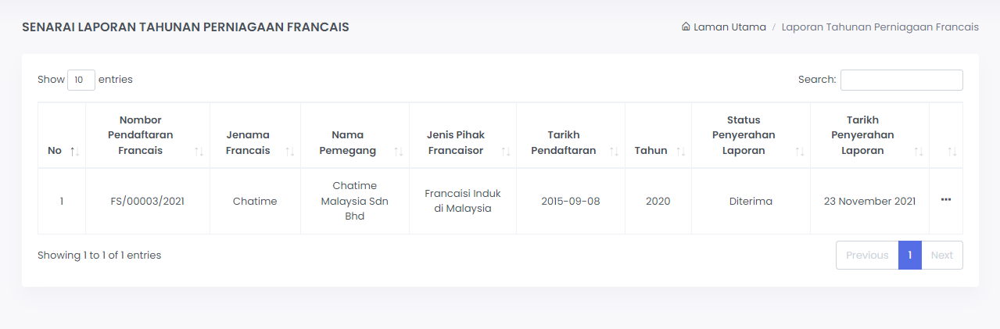 SENARAI LAPORAN TAHUNAN PERNIAGAAN FRANCAIS
Laman Utama / Laporan Tahunan Perniagaan Francais
Show 10 entries
Search:
No
Nombor Pendaftaran Francais
Jenama Francais
Nama Pemegang
Jenis Pihak Francaisor
Tarikh Pendaftaran
Tahun
Status Penyerahan Laporan
Tarikh Penyerahan Laporan
1
FS/00003/2021
Chatime
Chatime Malaysia Sdn Bhd
Francaisi Induk di Malaysia
2015-09-08
2020
Diterima
23 November 2021
Showing 1 to 1 of 1 entries
Previous 1 Next